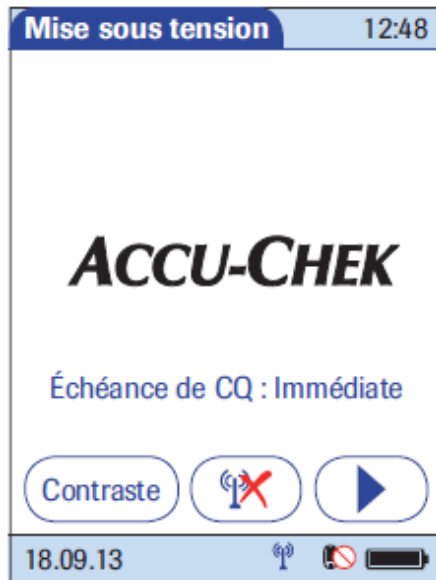 Mise sous tension 12:48
ACCU-CHEK
Échéance de CQ : Immédiate
Contraste
18.09.13